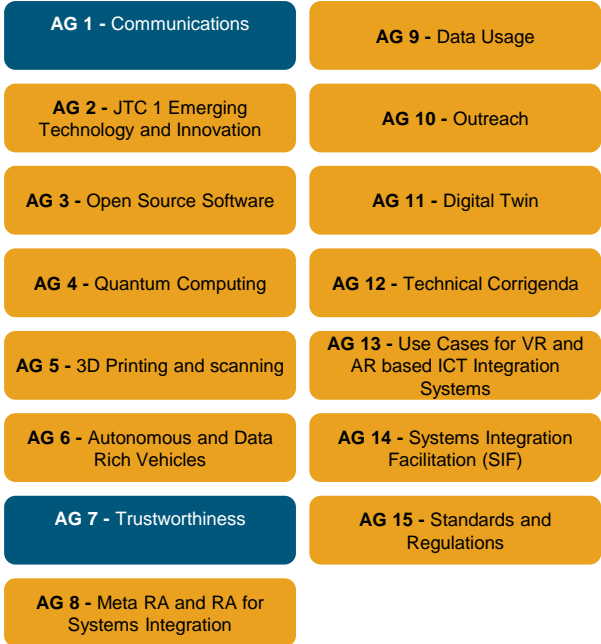 AG 1 - Communications
AG 2 - JTC 1 Emerging
Technology and Innovation
AG 3 - Open Source Software
AG 4 - Quantum Computing
AG 5 - 3D Printing and scanning
AG 6 - Autonomous and Data
Rich Vehicles
AG 7 - Trustworthiness
AG 8 - Meta RA and RA for
Systems Integration
AG 9 - Data Usage
AG 10 - Outreach
AG 11 - Digital Twin
AG 12 - Technical Corrigenda
AG 13 - Use Cases for VR and
AR based ICT Integration
Systems
AG 14 - Systems Integration
Facilitation (SIF)
AG 15 - Standards and
Regulations